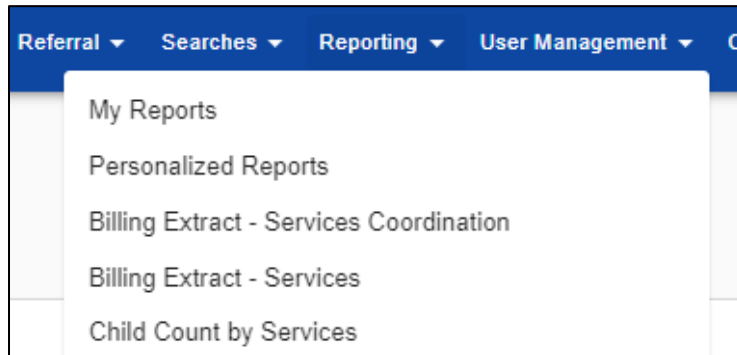 Referral Searches Reporting User Management
My Reports
Personalized Reports
Billing Extract - Services Coordination
Billing Extract - Services
Child Count by Services